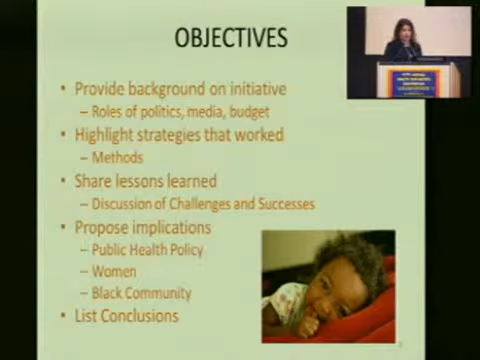 OBJECTIVES
• Provide background on initiative
– Roles of politics, media, budget
• Highlight strategies that worked
– Methods
• Share lessons learned
– Discussion of Challenges and Successes
• Propose implications
– Public Health Policy
– Women
– Black Community
• List Conclusions